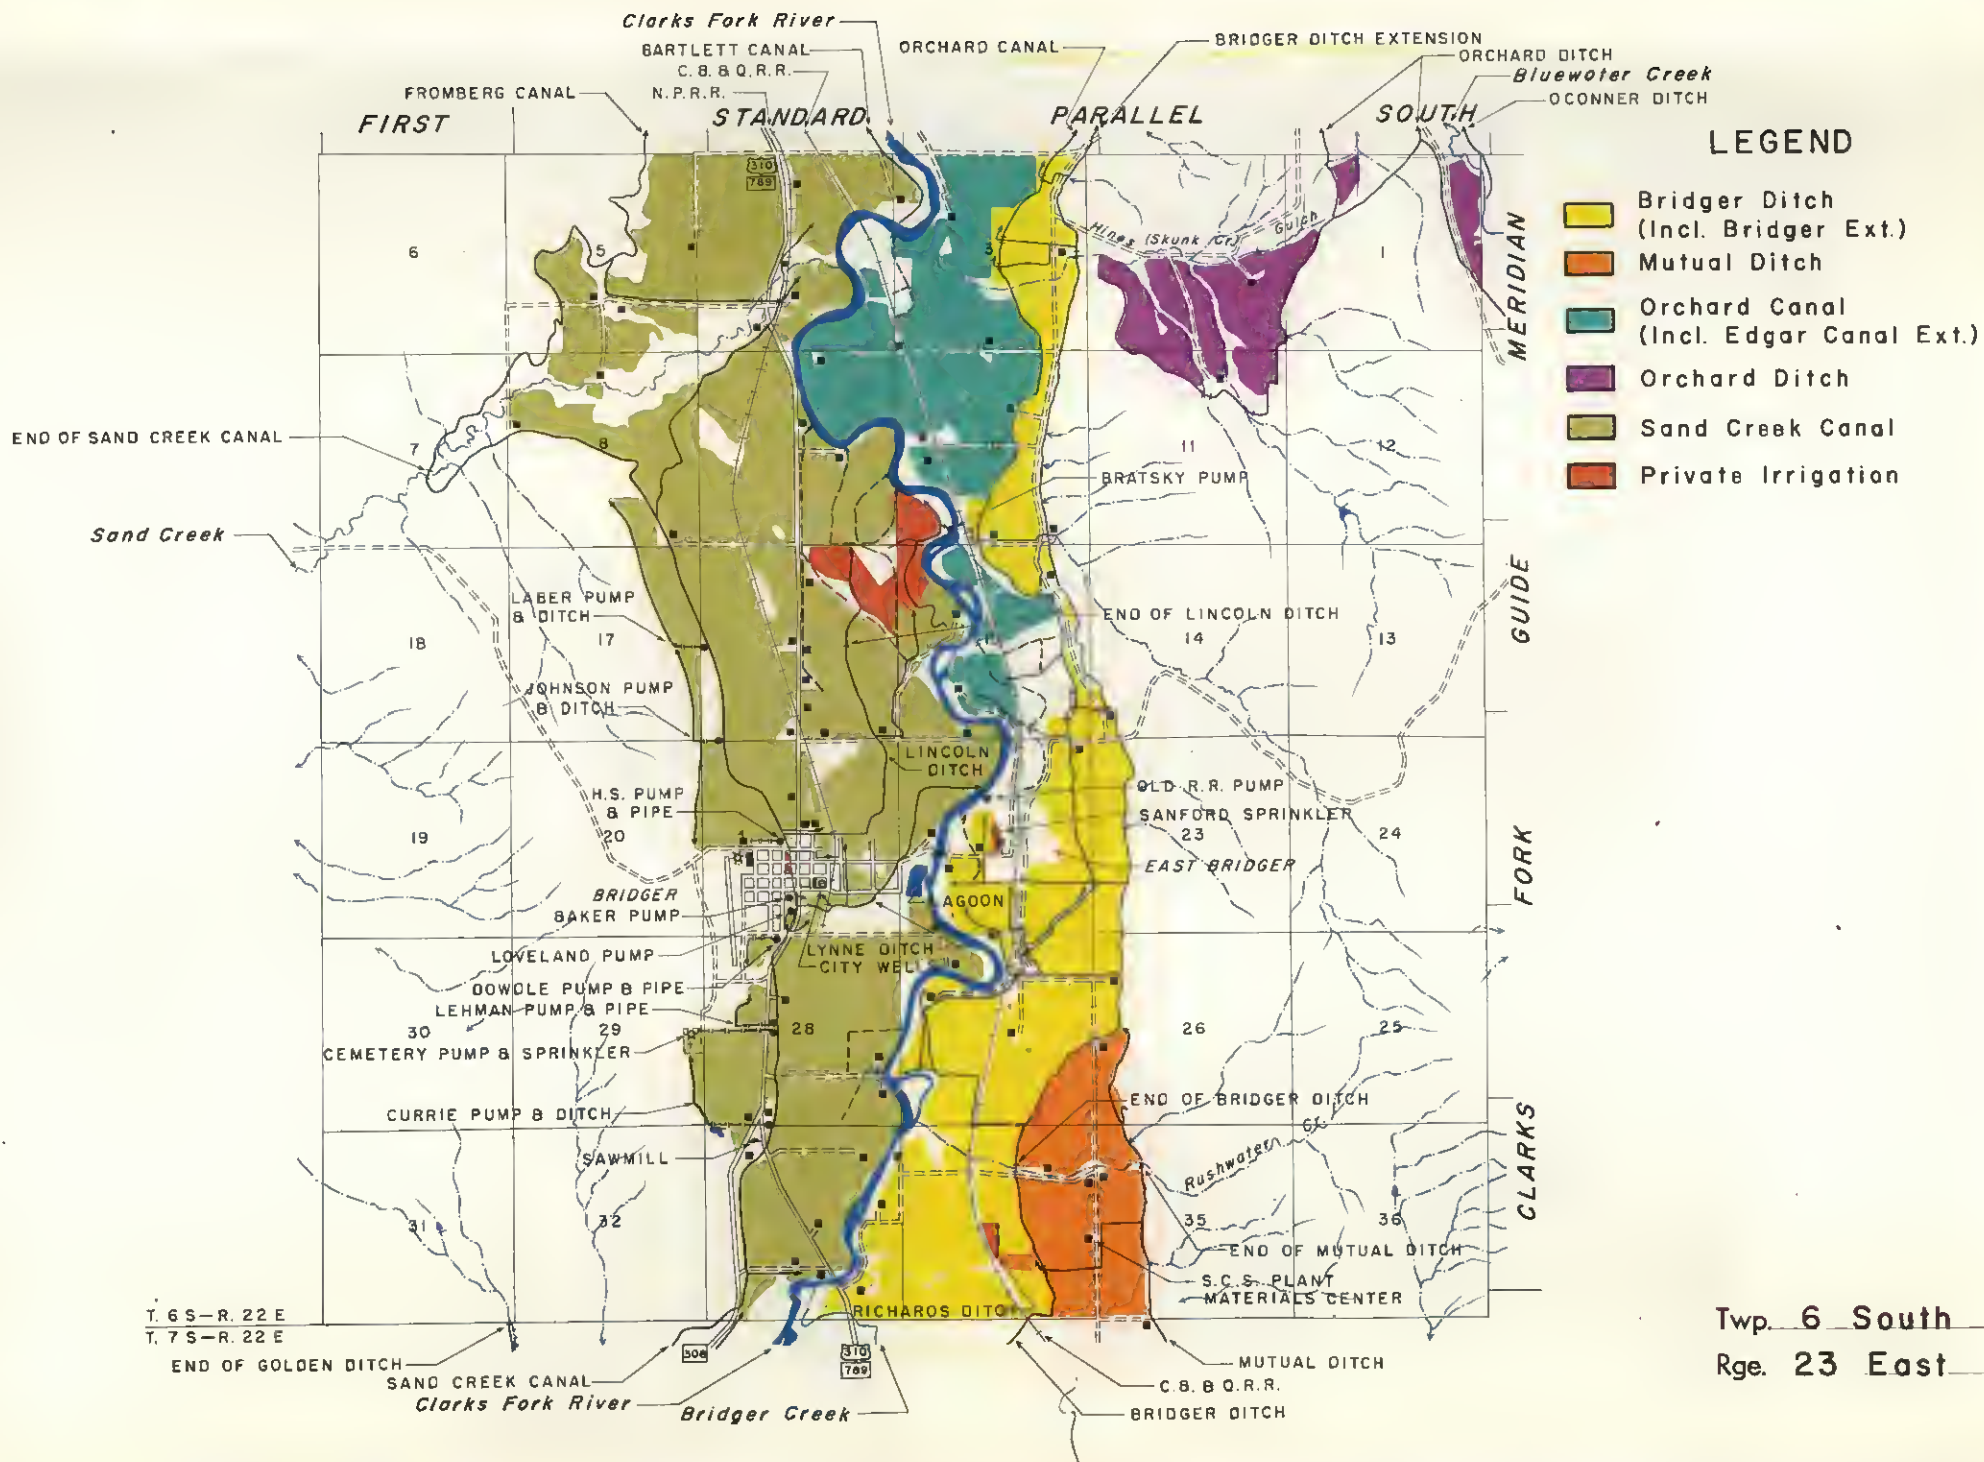 Clarks Fork River
BARTLETT CANAL
C.B. & Q.R.R.
N.P.R.R.
FROMBERG CANAL
ORCHARD CANAL
BRIDGER DITCH EXTENSION
ORCHARD DITCH
Bluewater Creek
OCONNER DITCH
FIRST STANDARD PARALLEL SOUTH
LEGEND
Bridger Ditch
(Incl. Bridger Ext.)
Mutual Ditch
Orchard Canal
(Incl. Edgar Canal Ext.)
Orchard Ditch
Sand Creek Canal
Private Irrigation
310
789
6
5
3
1
Hines (Skunk Cr.) Gulch
MERIDIAN
END OF SAND CREEK CANAL
7
8
11
12
BRATSKY PUMP
Sand Creek
LABER PUMP
& DITCH
END OF LINCOLN DITCH
GUIDE
18
17
14
13
JOHNSON PUMP
& DITCH
LINCOLN
DITCH
H.S. PUMP
& PIPE
OLD R.R. PUMP
SANFORD SPRINKLER
19
20
23
24
EAST BRIDGER
FORK
BRIDGER
BAKER PUMP
LAGOON
LOVELAND PUMP
LYNNE DITCH
CITY WELLS
DOWDLE PUMP & PIPE
LEHMAN PUMP & PIPE
30
29
28
26
25
CEMETERY PUMP & SPRINKLER
CURRIE PUMP & DITCH
END OF BRIDGER DITCH
CLARKS
SAWMILL
Rushwater Cr.
31
32
35
36
END OF MUTUAL DITCH
S.C.S. PLANT
MATERIALS CENTER
RICHARDS DITCH
T. 6 S—R. 22 E
T. 7 S—R. 22 E
END OF GOLDEN DITCH
308
310
789
SAND CREEK CANAL
Clarks Fork River
Bridger Creek
MUTUAL DITCH
C.B. & Q.R.R.
BRIDGER DITCH
Twp. 6 South
Rge. 23 East